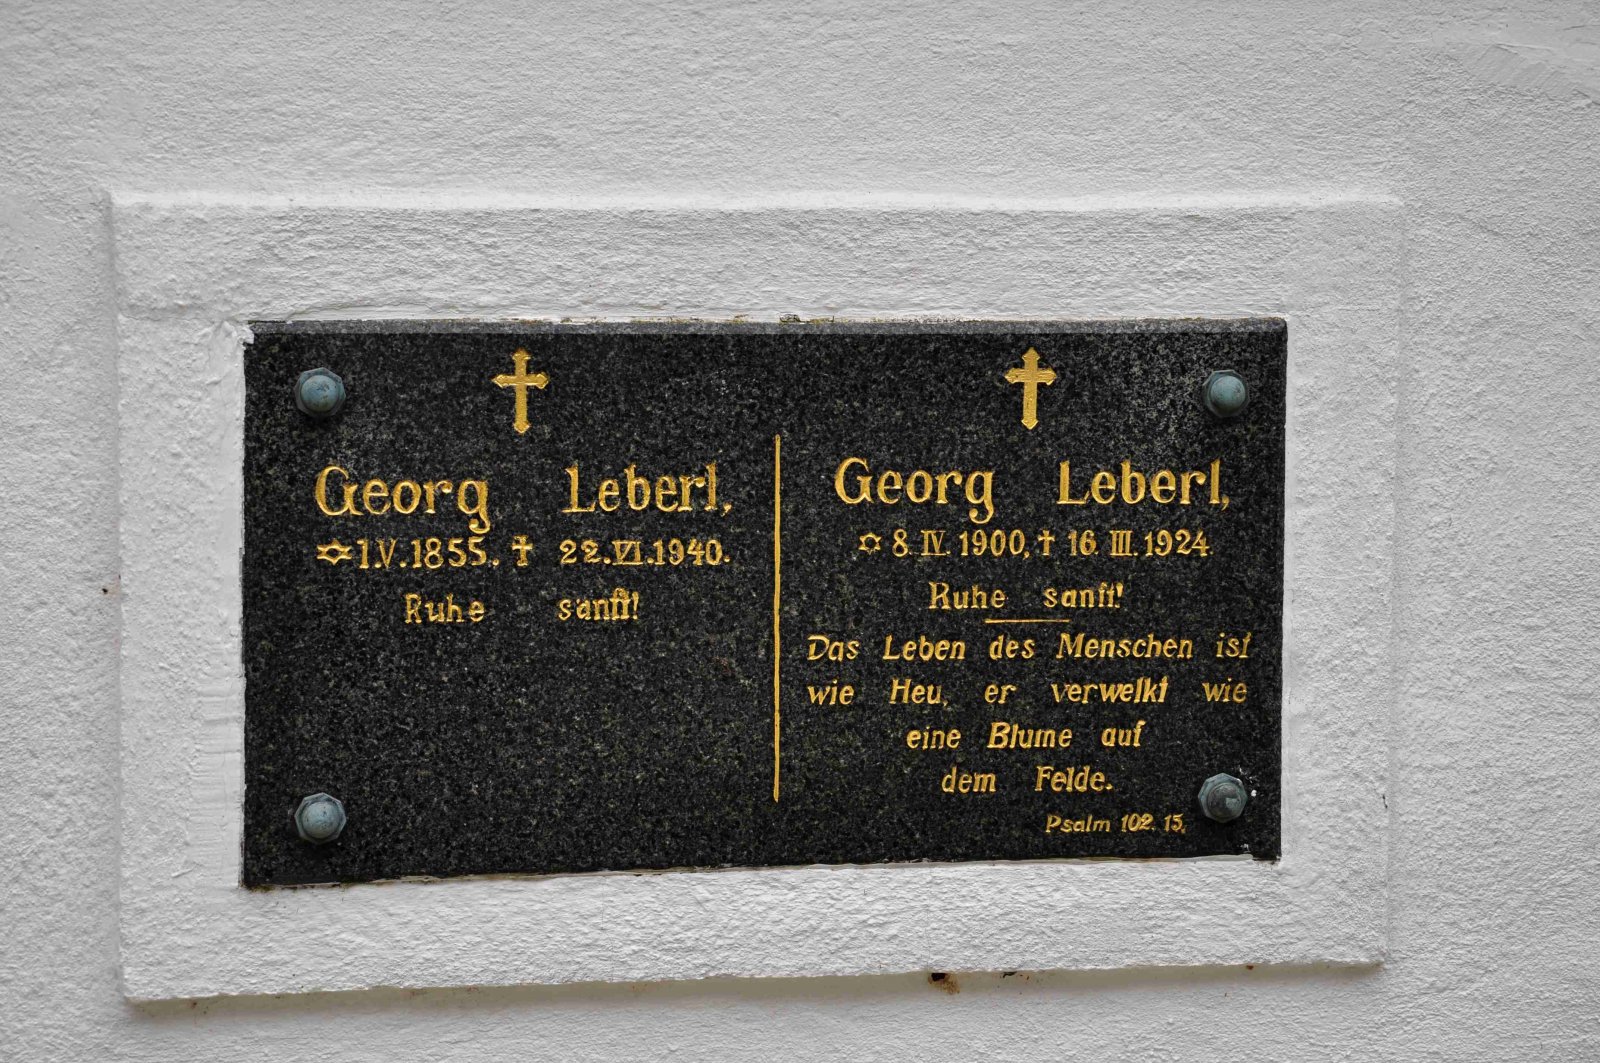 Georg Leberl,
✡1.V.1855.✝ 22.VI.1940.
Ruhe sanft!
Georg Leberl,
✡ 8. IV. 1900, ✝ 16. III. 1924.
Ruhe sanft!
Das Leben des Menschen ist
wie Heu, er verwelkt wie
eine Blume auf
dem Felde.
Psalm 102. 15.